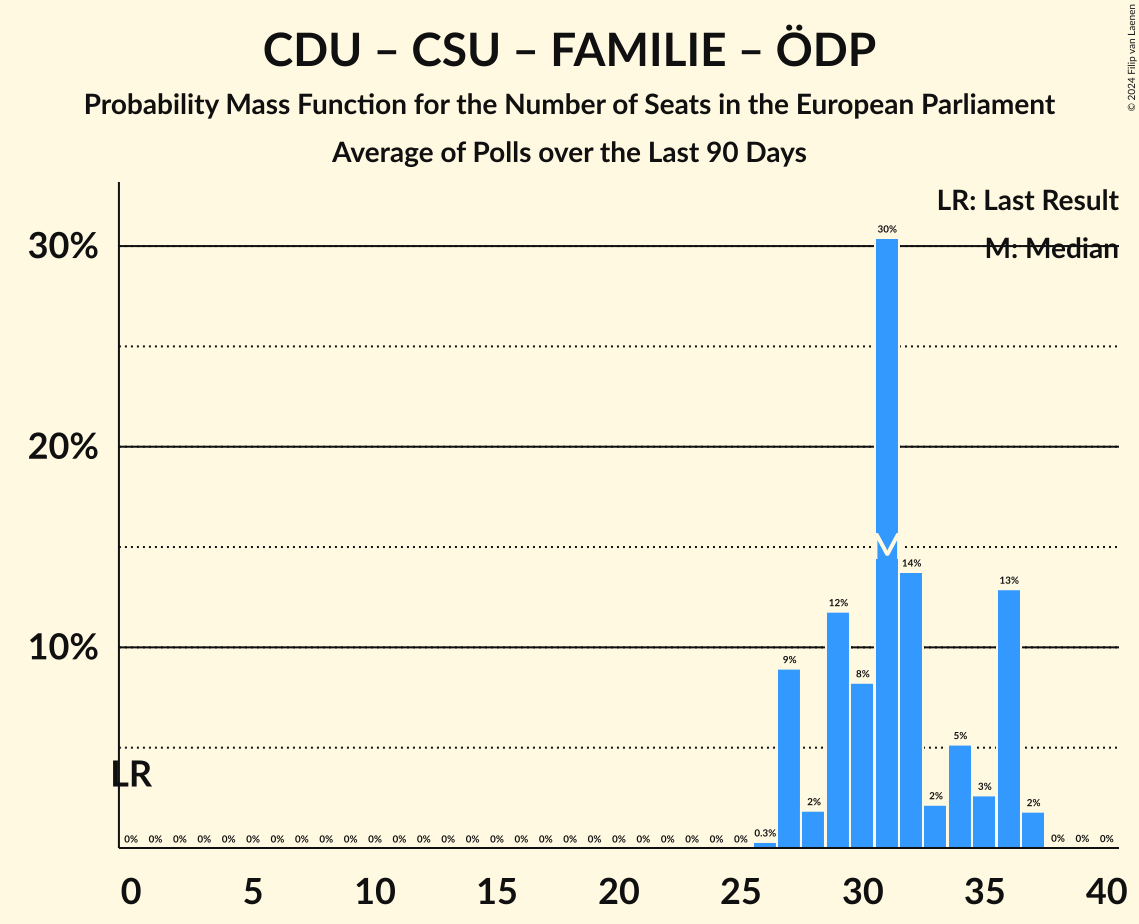 CDU – CSU – FAMILIE – ÖDP
Probability Mass Function for the Number of Seats in the European Parliament
Average of Polls over the Last 90 Days
© 2024 Filip van Laenen
LR: Last Result
M: Median
30%
20%
10%
30%
M
14%
13%
12%
9%
8%
5%
LR
0% 0% 0% 0% 0% 0% 0% 0% 0% 0% 0% 0% 0% 0% 0% 0% 0% 0% 0% 0% 0% 0% 0% 0% 0% 0% 0.3% 2% 2% 3% 2% 0% 0% 0%
0 5 10 15 20 25 30 35 40